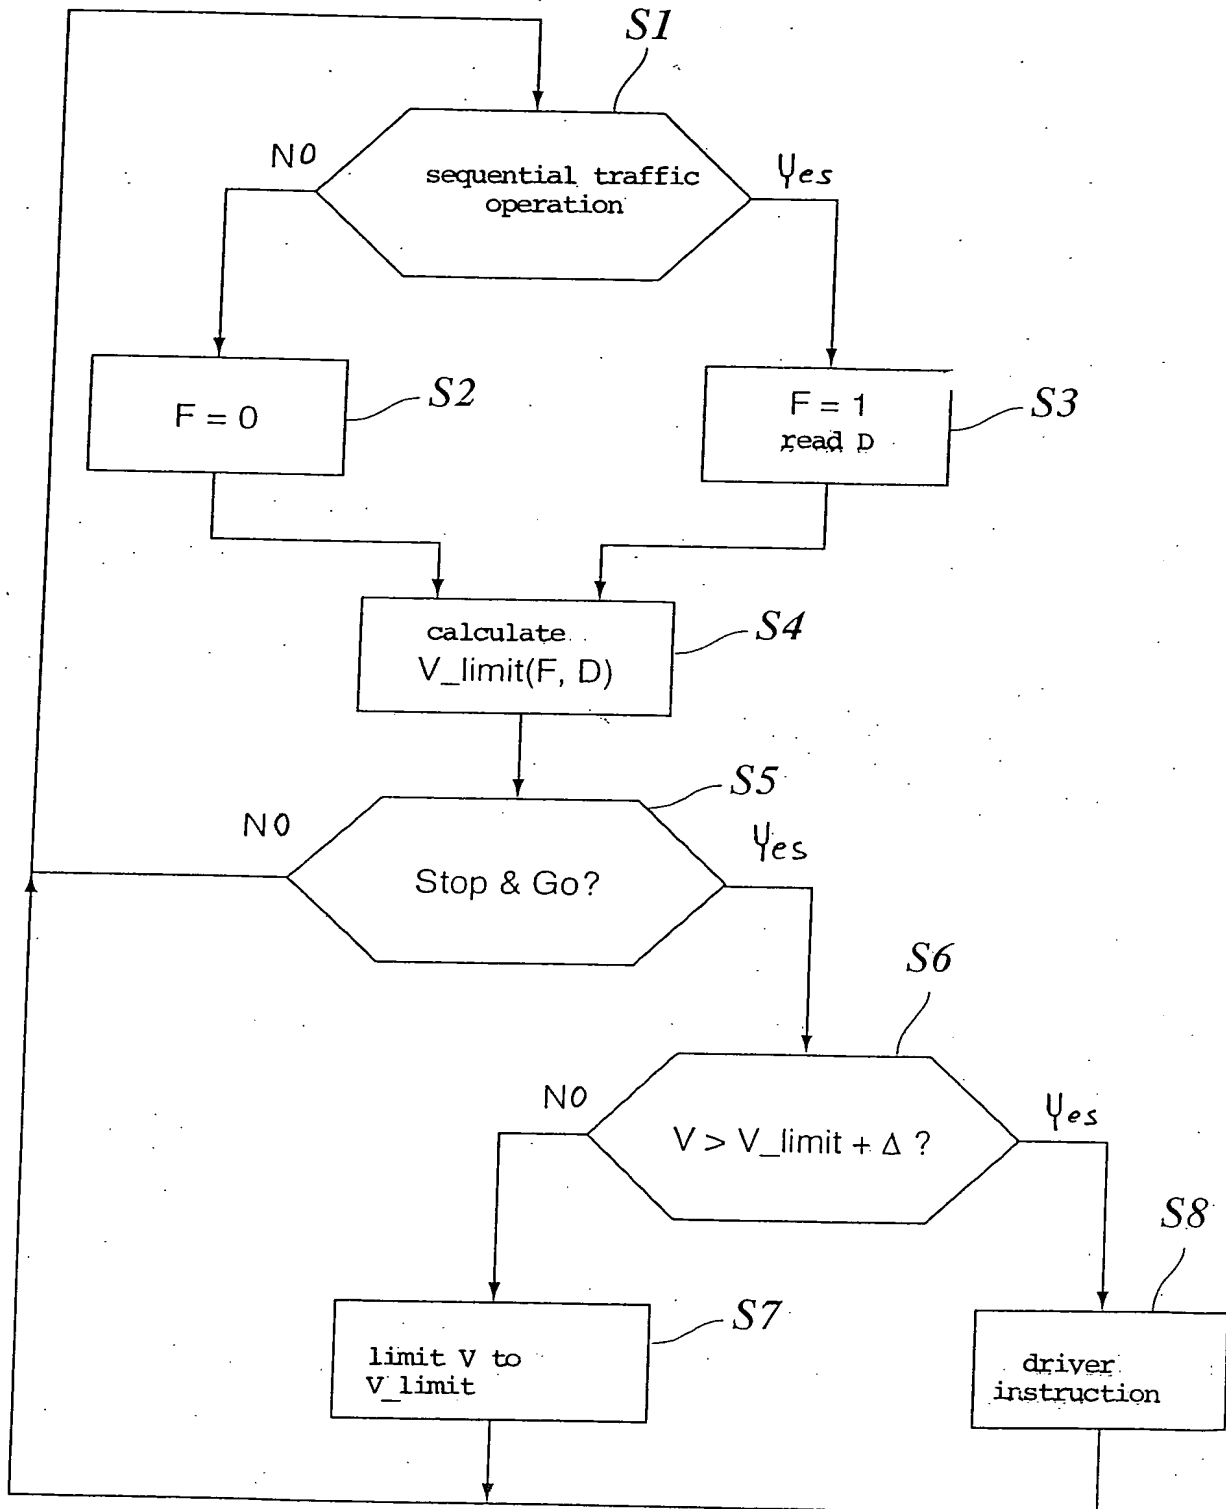 S1
NO
sequential traffic
operation
Yes
F = 0
S2
F = 1
read D
S3
calculate
V_limit(F, D)
S4
S5
NO
Stop & Go?
Yes
S6
NO
V > V_limit + Δ ?
Yes
S7
limit V to
V_limit
S8
driver
instruction